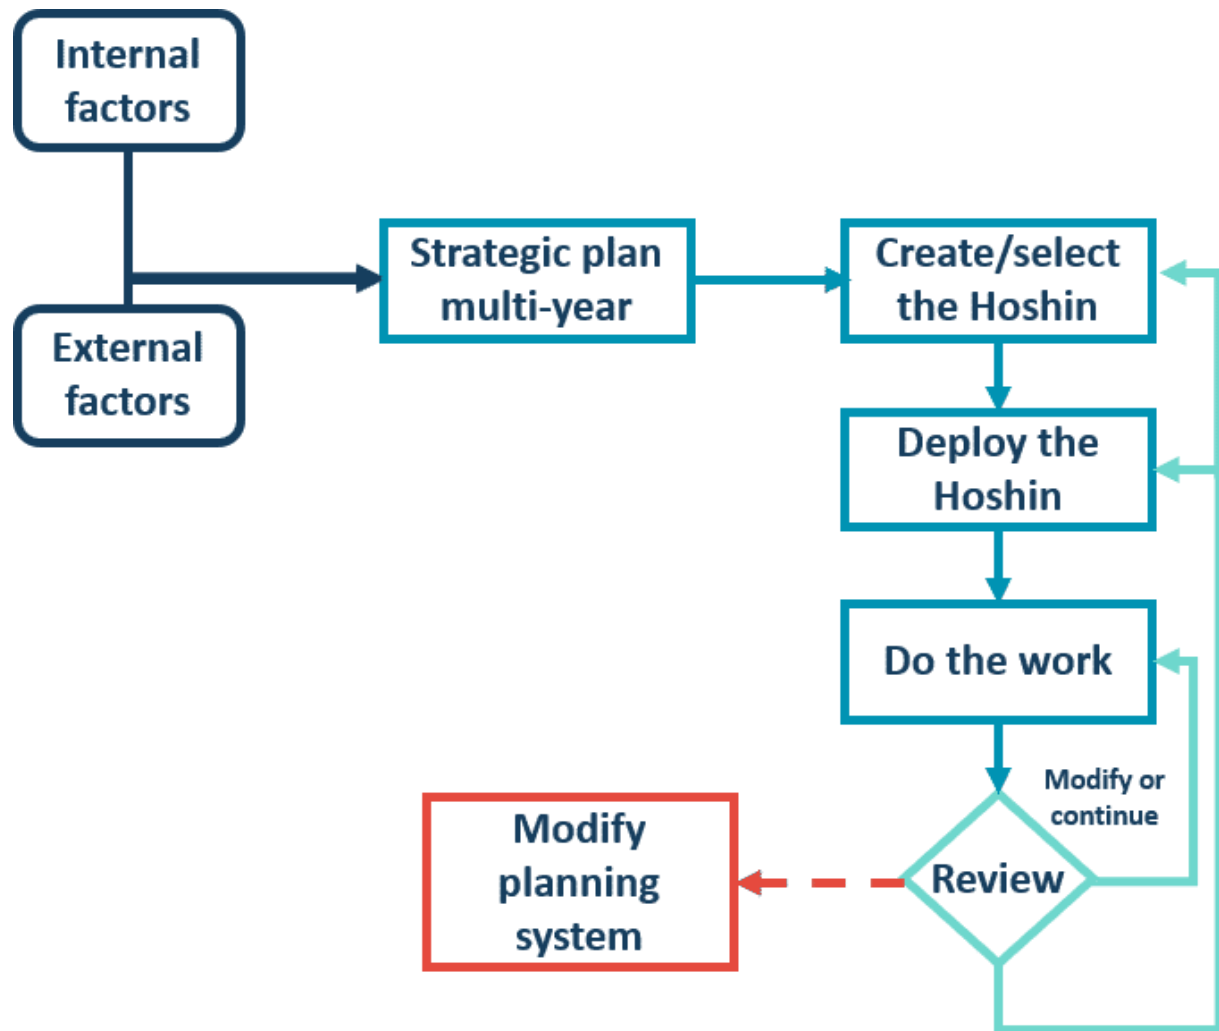 Internal
factors
External
factors
Strategic plan
multi-year
Create/select
the Hoshin
Deploy the
Hoshin
Do the work
Modify or
continue
Review
Modify
planning
system